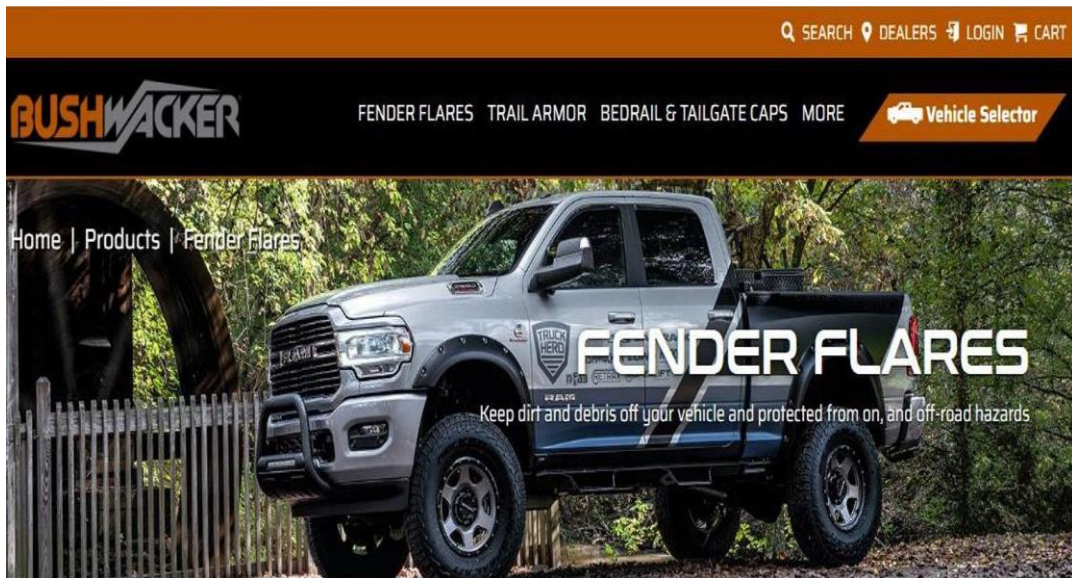 SEARCH DEALERS LOGIN CART
BUSHWACKER
FENDER FLARES TRAIL ARMOR BEDRAIL & TAILGATE CAPS MORE Vehicle Selector
Home | Products | Fender Flares
FENDER FLARES
Keep dirt and debris off your vehicle and protected from on, and off-road hazards
RAM
TRUCK
HERO
RAM